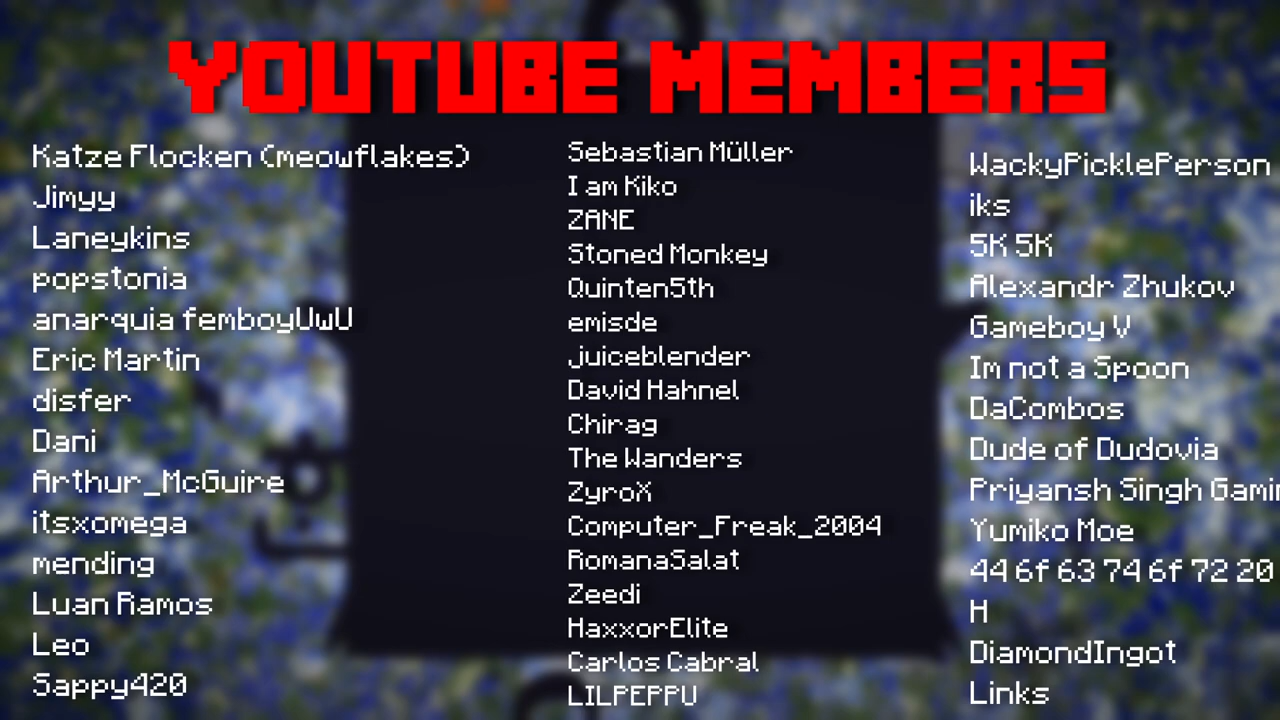 YOUTUBE MEMBERS
Katze Flocken (meowflakes)
Jimyy
Laneykins
popstonia
anarquia femboyUwU
Eric Martin
disfer
Dani
Arthur_McGuire
itsxomega
mending
Luan Ramos
Leo
Sappy420
Sebastian Müller
I am Kiko
ZANE
Stoned Monkey
Quinten5th
emisde
juiceblender
David Hahnel
Chirag
The Wanders
ZyroX
Computer_Freak_2004
RomanaSalat
Zeedi
HaxxorElite
Carlos Cabral
LILPEPPU
WackyPicklePerson
iks
5K 5K
Alexandr Zhukov
Gameboy V
Im not a Spoon
DaCombos
Dude of Dudovia
Priyansh Singh Gamin
Yumiko Moe
44 6f 63 74 6f 72 20
H
DiamondIngot
Links